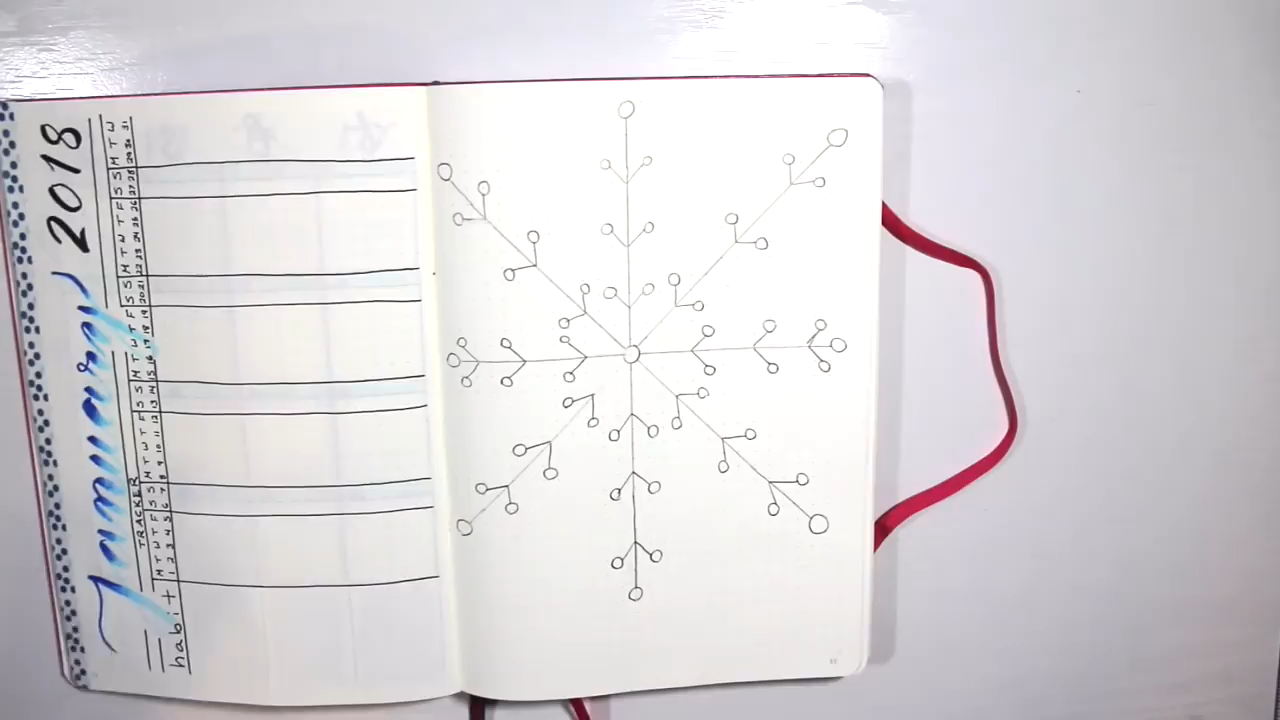 January 2018
TRACKER
M T W T F S S M T W T F S S M T W T F S S M T W T F S S M T W
habit 1 2 3 4 5 6 7 8 9 10 11 12 13 14 15 16 17 18 19 20 21 22 23 24 25 26 27 28 29 30 31